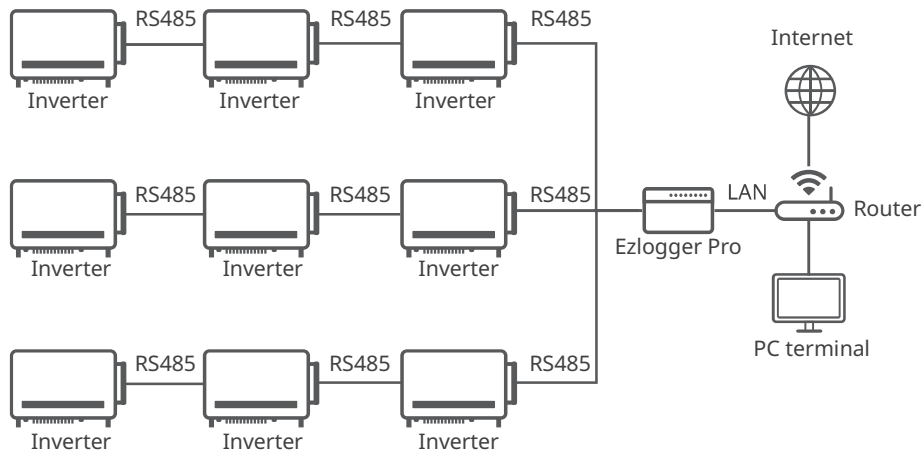 RS485 RS485 RS485
Internet
Inverter Inverter Inverter
RS485 RS485 RS485 LAN
Router
Ezlogger Pro
Inverter Inverter Inverter
PC terminal
RS485 RS485 RS485
Inverter Inverter Inverter